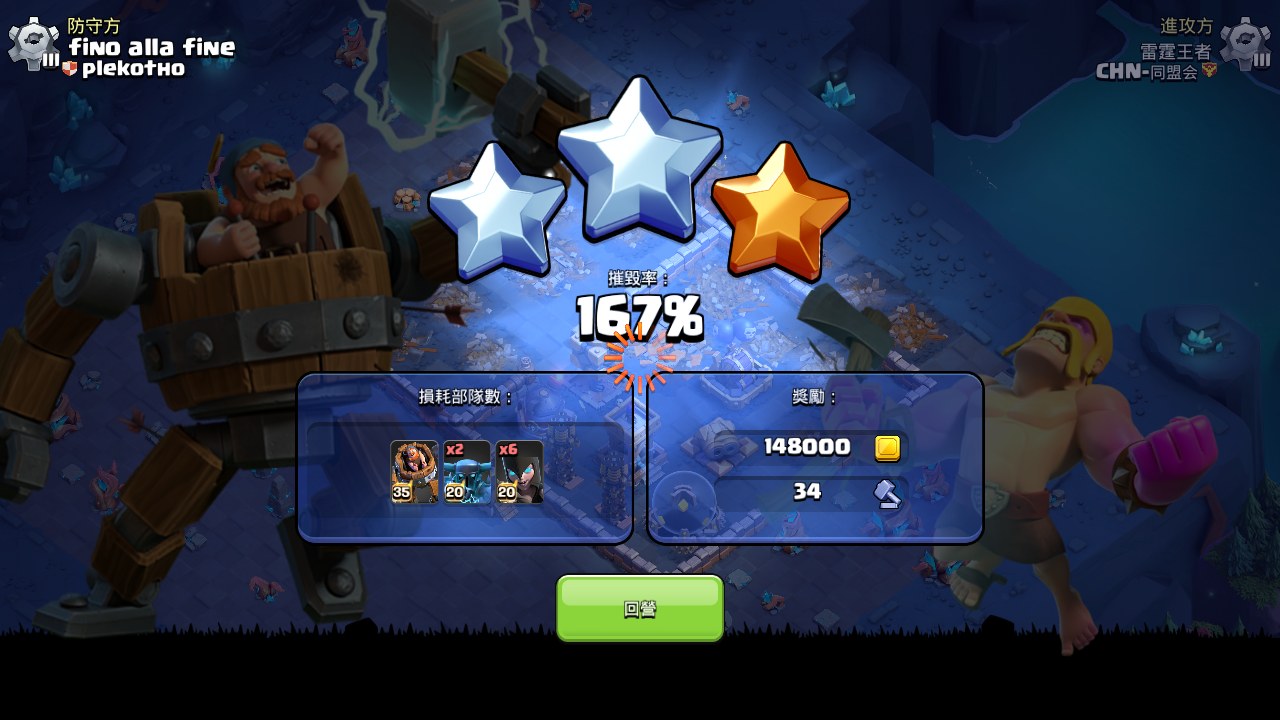 防守方
fino alla fine
plekotho
III
進攻方
雷霆王者
CHN-同盟会
III
摧毀率：
167%
損耗部隊數：
35
x2
20
x6
20
獎勵：
148000
34
回營